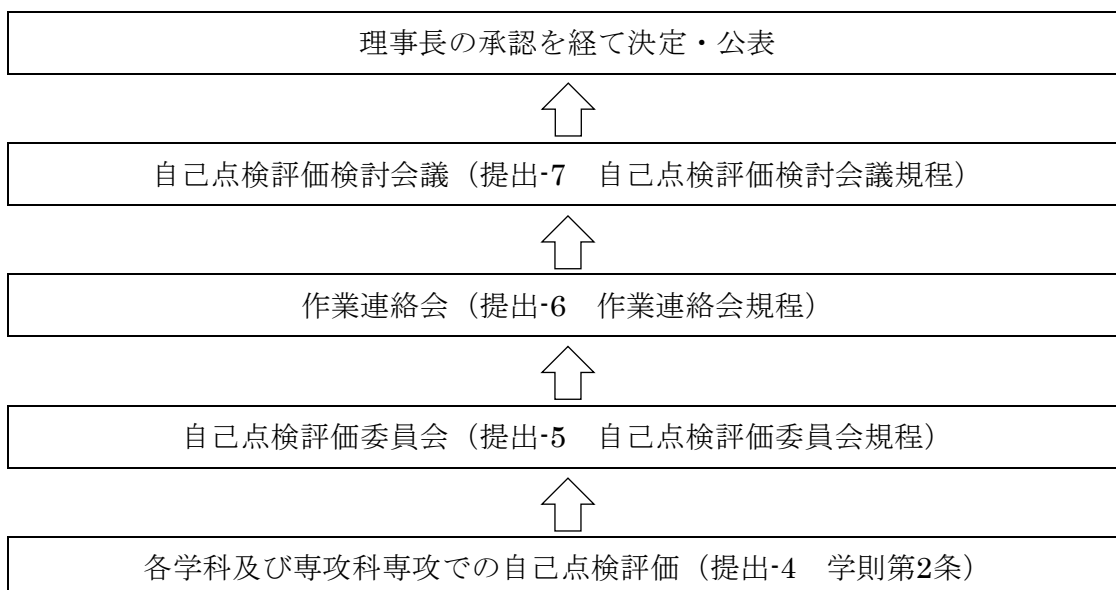 理事長の承認を経て決定・公表
自己点検評価検討会議（提出-7　自己点検評価検討会議規程）
作業連絡会（提出-6　作業連絡会規程）
自己点検評価委員会（提出-5　自己点検評価委員会規程）
各学科及び専攻科専攻での自己点検評価（提出-4　学則第2条）